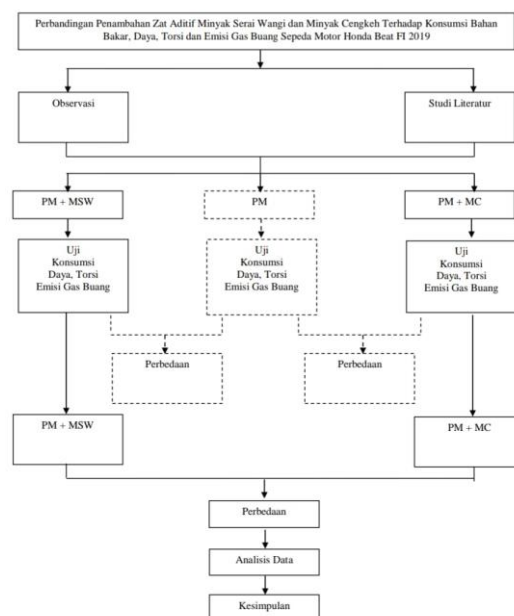 Perbandingan Penambahan Zat Aditif Minyak Serai Wangi dan Minyak Cengkeh Terhadap Konsumsi Bahan
Bakar, Daya, Torsi dan Emisi Gas Buang Sepeda Motor Honda Beat FI 2019
Observasi
Studi Literatur
PM + MSW
PM
PM + MC
Uji
Konsumsi
Daya, Torsi
Emisi Gas Buang
Uji
Konsumsi
Daya, Torsi
Emisi Gas Buang
Uji
Konsumsi
Daya, Torsi
Emisi Gas Buang
Perbedaan
Perbedaan
PM + MSW
PM + MC
Perbedaan
Analisis Data
Kesimpulan